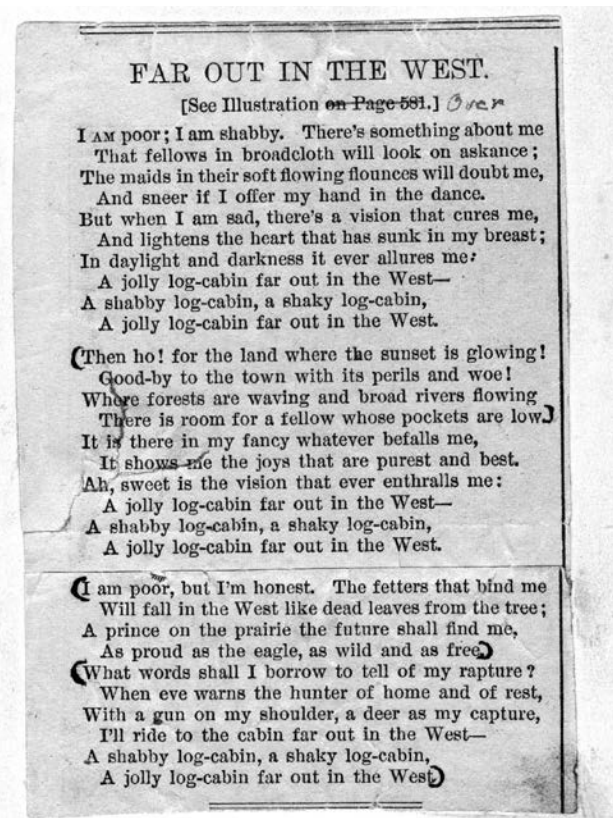 FAR OUT IN THE WEST.
[See Illustration on Page 581.] Over
I AM poor; I am shabby. There's something about me
That fellows in broadcloth will look on askance;
The maids in their soft flowing flounces will doubt me,
And sneer if I offer my hand in the dance.
But when I am sad, there's a vision that cures me,
And lightens the heart that has sunk in my breast;
In daylight and darkness it ever allures me:
A jolly log-cabin far out in the West—
A shabby log-cabin, a shaky log-cabin,
A jolly log-cabin far out in the West.
(Then ho! for the land where the sunset is glowing!
Good-by to the town with its perils and woe!
Where forests are waving and broad rivers flowing
There is room for a fellow whose pockets are low.)
It is there in my fancy whatever befalls me,
It shows me the joys that are purest and best.
Ah, sweet is the vision that ever enthralls me:
A jolly log-cabin far out in the West—
A shabby log-cabin, a shaky log-cabin,
A jolly log-cabin far out in the West.
(I am poor, but I'm honest. The fetters that bind me
Will fall in the West like dead leaves from the tree;
A prince on the prairie the future shall find me,
As proud as the eagle, as wild and as free.)
(What words shall I borrow to tell of my rapture?
When eve warns the hunter of home and of rest,
With a gun on my shoulder, a deer as my capture,
I'll ride to the cabin far out in the West—
A shabby log-cabin, a shaky log-cabin,
A jolly log-cabin far out in the West.)